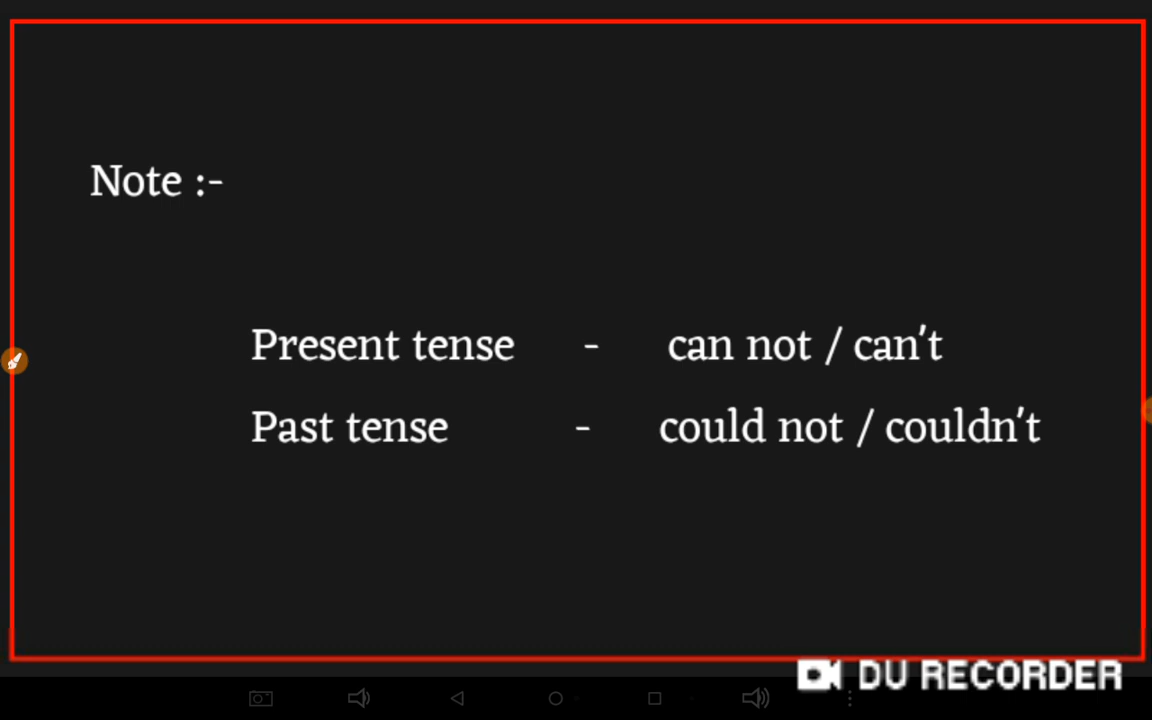 Note :-
Present tense - can not / can't
Past tense - could not / couldn't
DU RECORDER